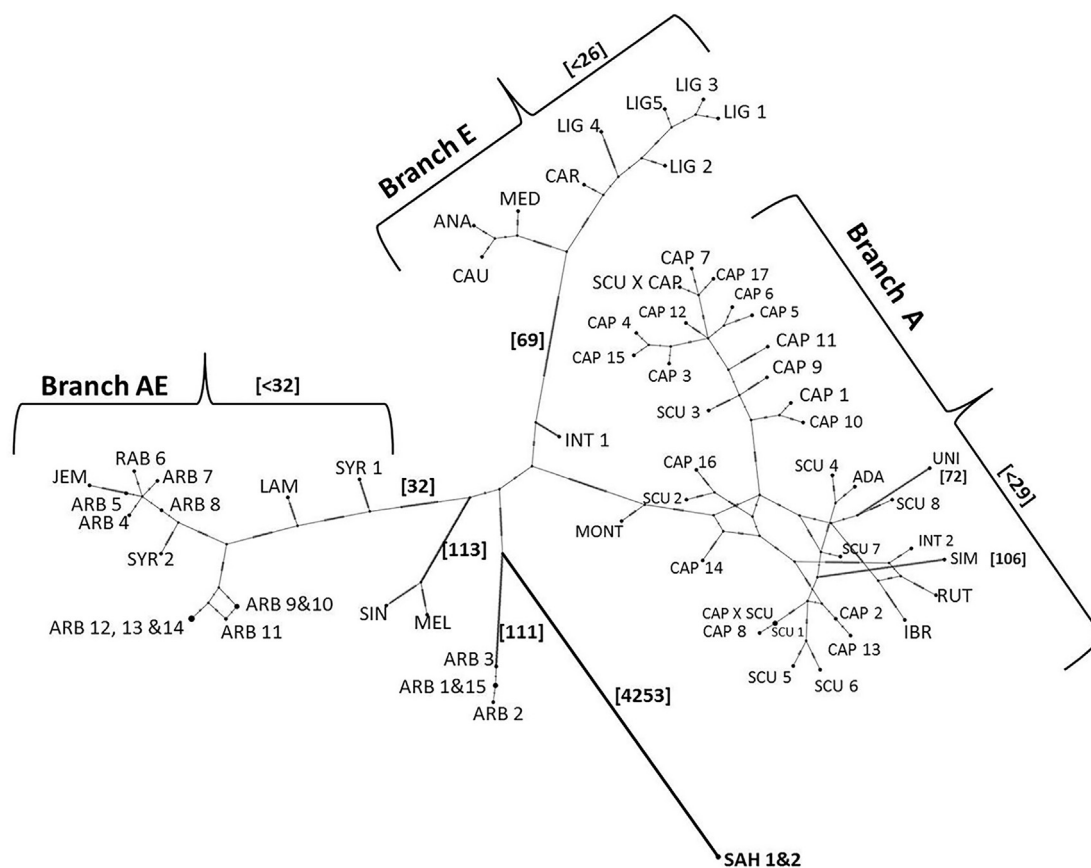 [<26]
Branch E
LIG 3
LIG5
LIG 1
LIG 4
LIG 2
CAR
MED
ANA
CAU
Branch A
CAP 7
CAP 17
SCU X CAP
CAP 6
CAP 12
CAP 5
CAP 4
CAP 11
CAP 15
CAP 3
CAP 9
[69]
Branch AE
[<32]
CAP 1
SCU 3
CAP 10
INT 1
[<29]
UNI
RAB 6
CAP 16
SCU 4
ADA
[72]
JEM
ARB 7
SYR 1
LAM
[32]
SCU 2
SCU 8
ARB 5
ARB 8
ARB 4
MONT
INT 2
SYR 2
[113]
SCU 7
SIM
[106]
CAP 14
RUT
ARB 9&10
SIN
MEL
CAP X SCU
CAP 2
ARB 12, 13 &14
ARB 11
CAP 8
SCU 1
IBR
[111]
CAP 13
ARB 3
SCU 5
SCU 6
ARB 1&15
[4253]
ARB 2
SAH 1&2